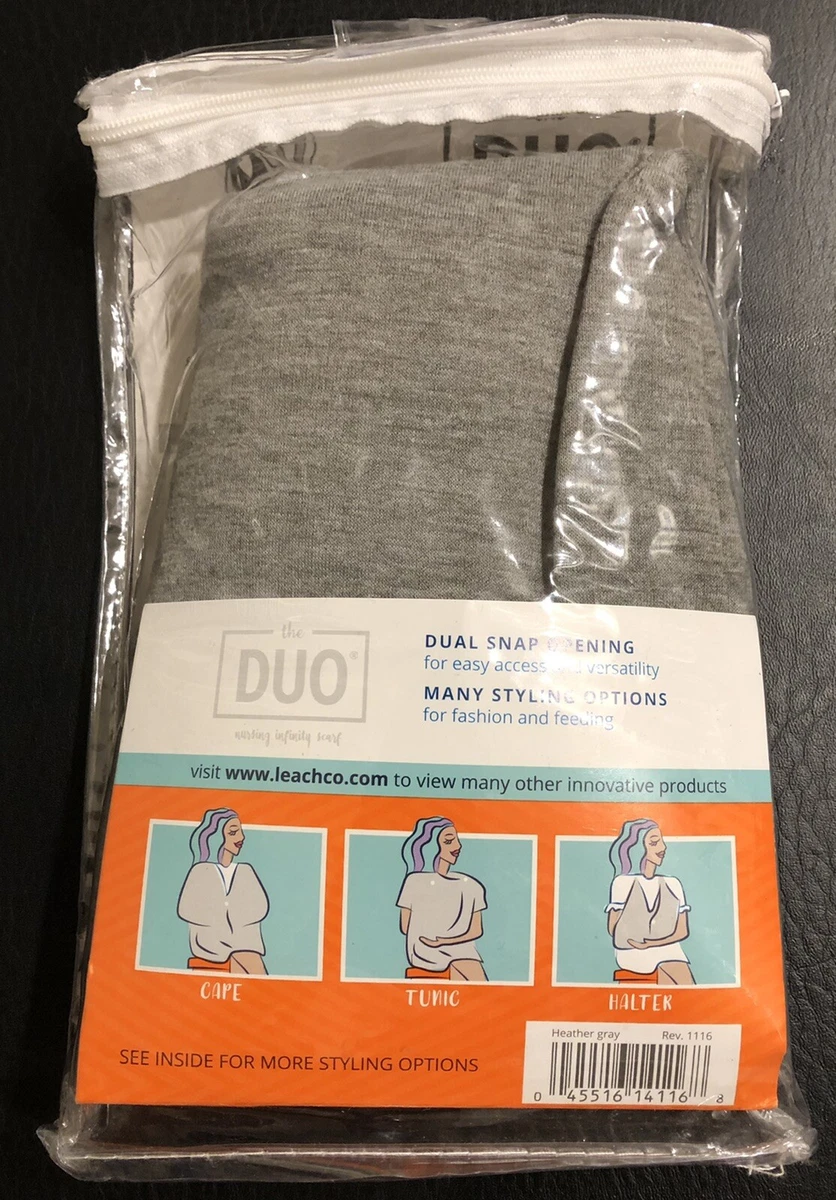 DUO
the
DUO®
nursing infinity scarf
DUAL SNAP OPENING
for easy access and versatility
MANY STYLING OPTIONS
for fashion and feeding
visit www.leachco.com to view many other innovative products
CAPE
TUNIC
HALTER
SEE INSIDE FOR MORE STYLING OPTIONS
Heather gray Rev. 1116
0 45516 14116 8